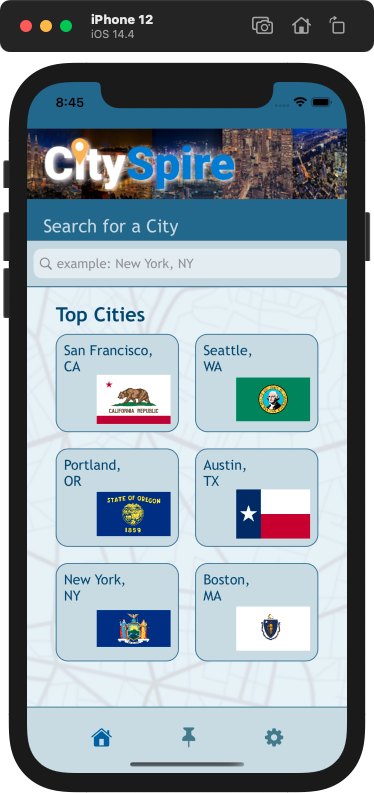 iPhone 12
iOS 14.4
8:45
CitySpire
Search for a City
example: New York, NY
Top Cities
San Francisco,
CA
CALIFORNIA REPUBLIC
Seattle,
WA
Portland,
OR
STATE OF OREGON
1859
Austin,
TX
New York,
NY
Boston,
MA